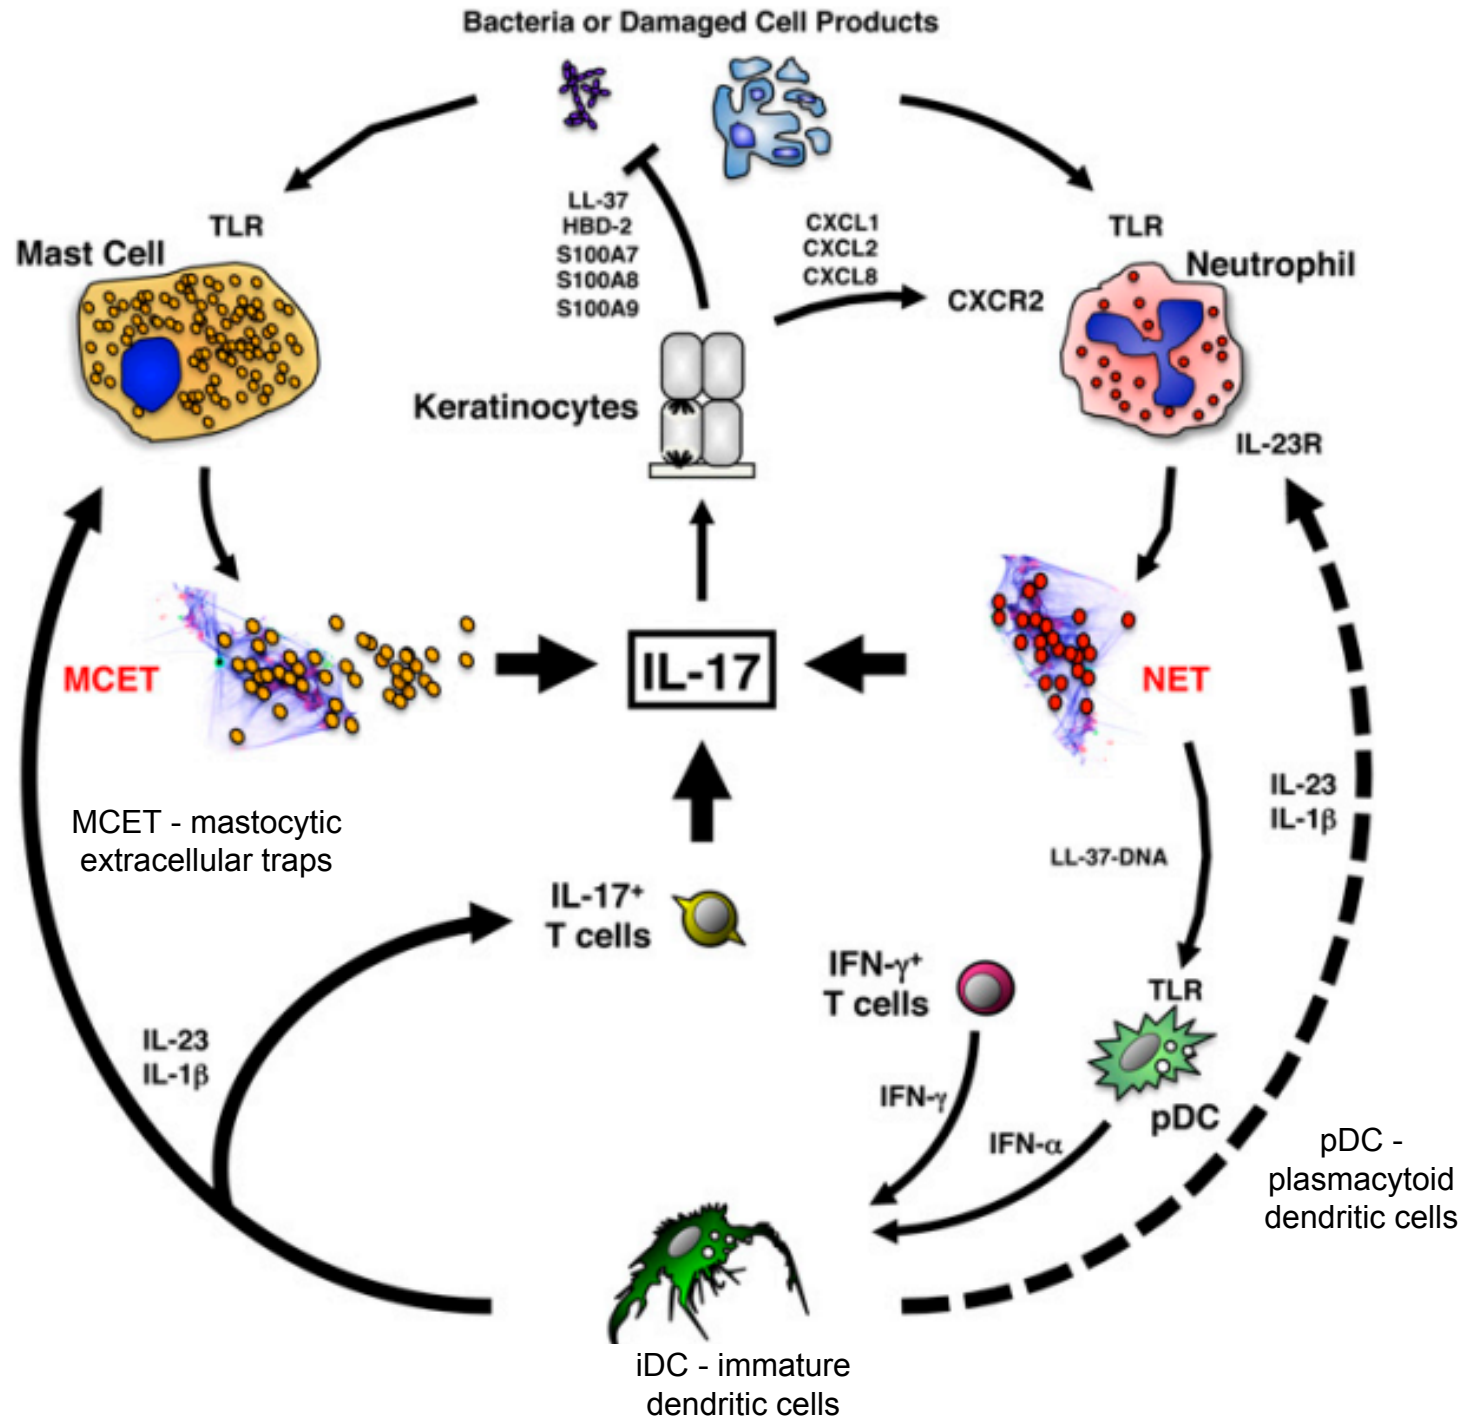 Bacteria or Damaged Cell Products
TLR
Mast Cell
LL-37
HBD-2
S100A7
S100A8
S100A9
CXCL1
CXCL2
CXCL8
CXCR2
TLR
Neutrophil
Keratinocytes
IL-23R
MCET
IL-17
NET
MCET - mastocytic
extracellular traps
IL-23
IL-1β
LL-37-DNA
IL-17+
T cells
IFN-γ+
T cells
TLR
pDC
IL-23
IL-1β
IFN-γ
IFN-α
pDC -
plasmacytoid
dendritic cells
iDC - immature
dendritic cells